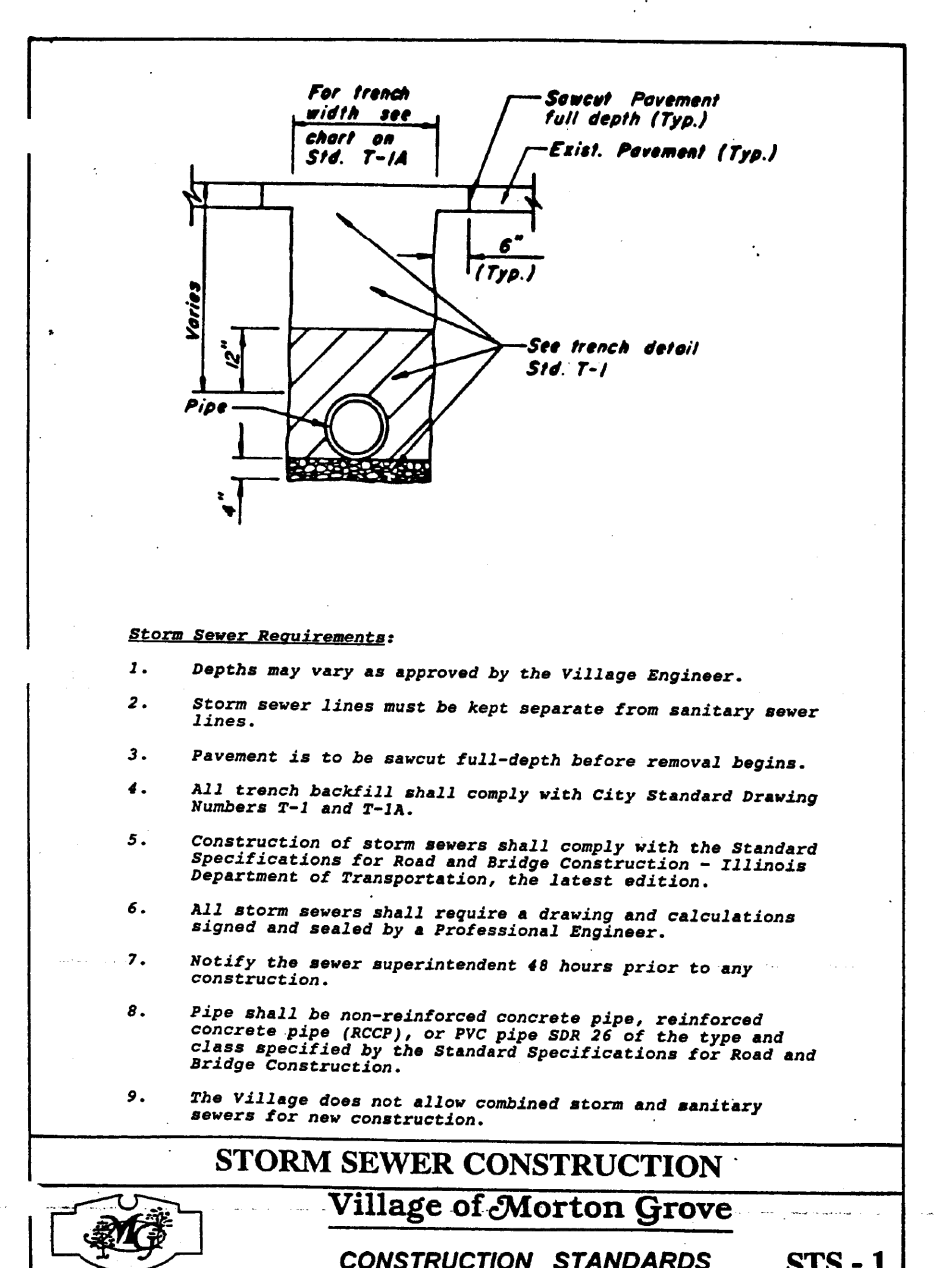 For trench
width see
chart on
Std. T-1A
Sawcut Pavement
full depth (Typ.)
Exist. Pavement (Typ.)
6"
(Typ.)
Varies
12"
See trench detail
Std. T-1
Pipe
4"
Storm Sewer Requirements:
1. Depths may vary as approved by the Village Engineer.
2. Storm sewer lines must be kept separate from sanitary sewer
lines.
3. Pavement is to be sawcut full-depth before removal begins.
4. All trench backfill shall comply with City Standard Drawing
Numbers T-1 and T-1A.
5. Construction of storm sewers shall comply with the Standard
Specifications for Road and Bridge Construction - Illinois
Department of Transportation, the latest edition.
6. All storm sewers shall require a drawing and calculations
signed and sealed by a Professional Engineer.
7. Notify the sewer superintendent 48 hours prior to any
construction.
8. Pipe shall be non-reinforced concrete pipe, reinforced
concrete pipe (RCCP), or PVC pipe SDR 26 of the type and
class specified by the Standard Specifications for Road and
Bridge Construction.
9. The Village does not allow combined storm and sanitary
sewers for new construction.
STORM SEWER CONSTRUCTION
Village of Morton Grove
MG
CONSTRUCTION STANDARDS
STS - 1